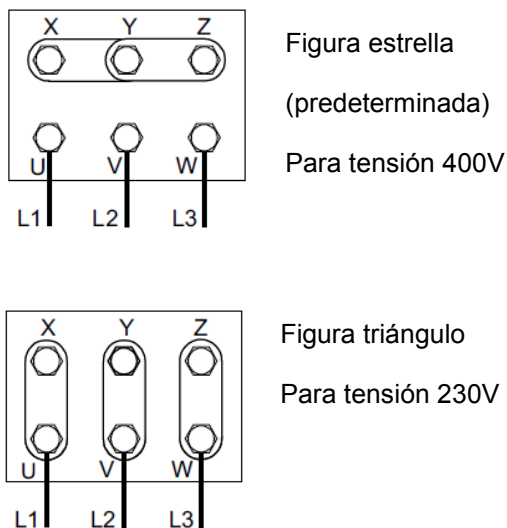 X Y Z
Figura estrella
(predeterminada)
Para tensión 400V
U V W
L1 L2 L3
X Y Z
Figura triángulo
Para tensión 230V
U V W
L1 L2 L3